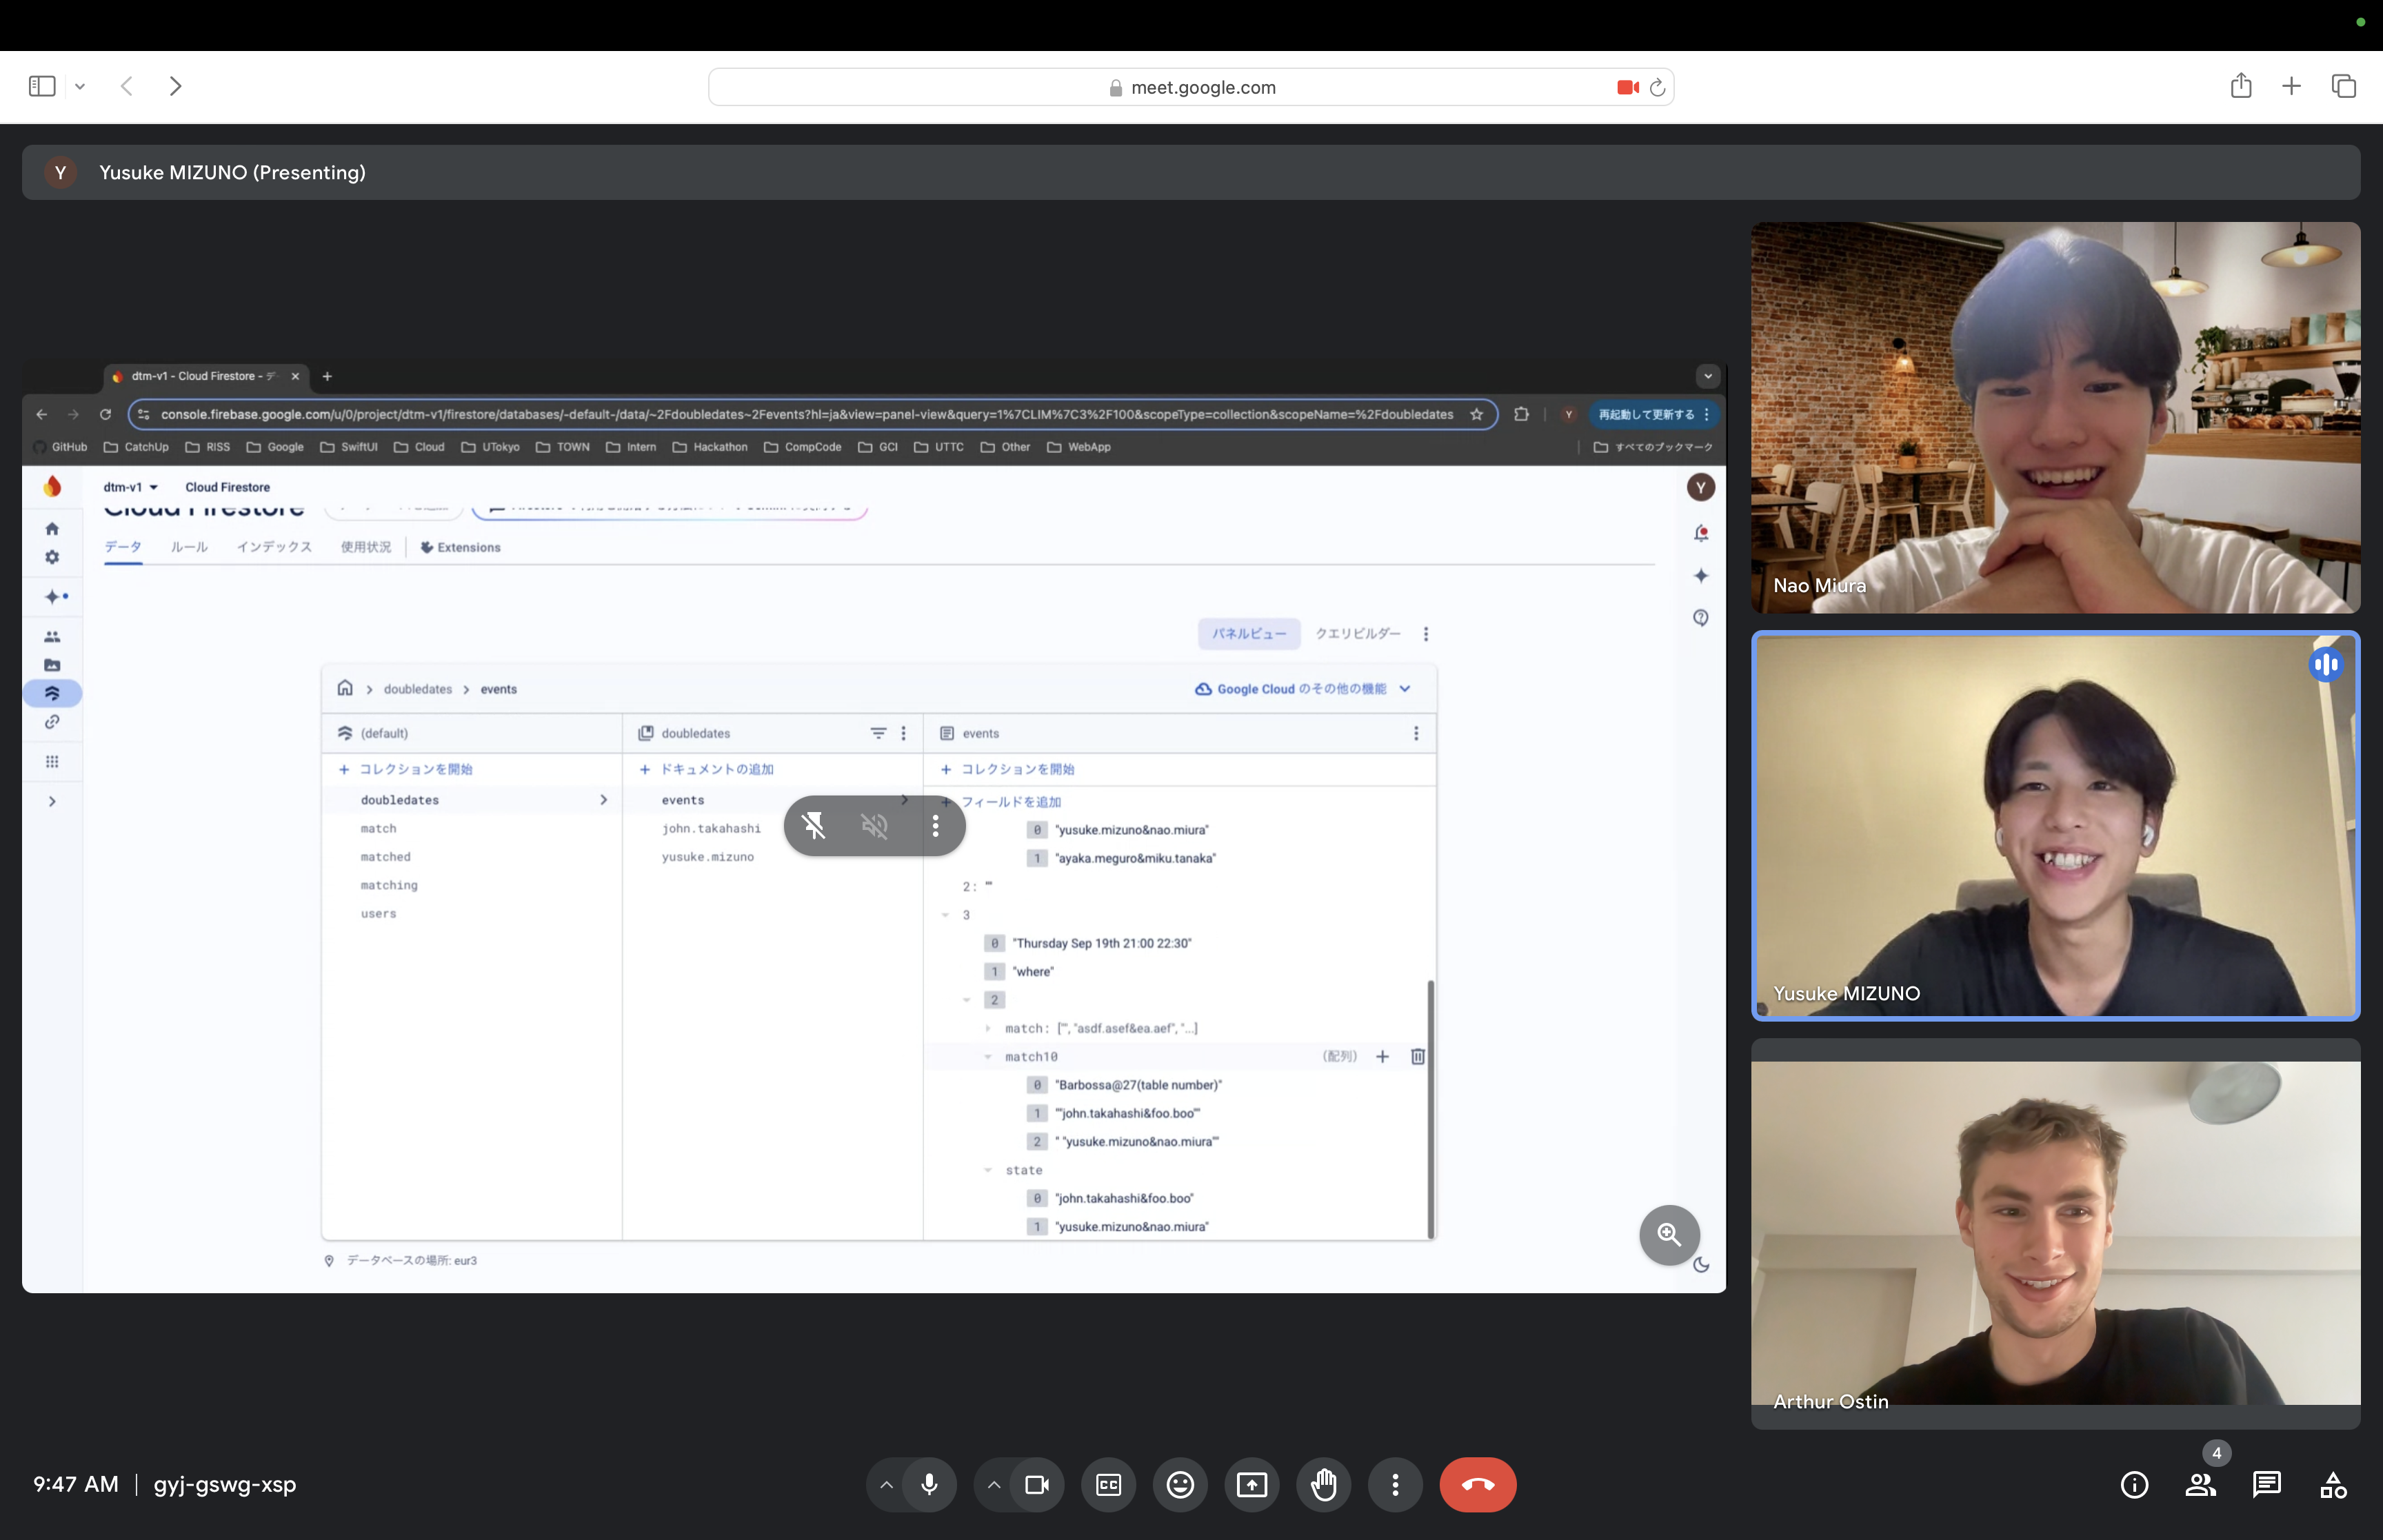 meet.google.com
Y Yusuke MIZUNO (Presenting)
dtm-v1 - Cloud Firestore - デ
console.firebase.google.com/u/0/project/dtm-v1/firestore/databases/-default-/data/~2Fdoubledates~2Fevents?hl=ja&view=panel-view&query=1%7CLIM%7C3%2F100&scopeType=collection&scopeName=%2Fdoubledates
Y
再起動して更新する
GitHub CatchUp RISS Google SwiftUI Cloud UTokyo TOWN Intern Hackathon CompCode GCI UTTC Other WebApp すべてのブックマーク
dtm-v1 Cloud Firestore Y
Cloud Firestore
データ ルール インデックス 使用状況 Extensions
パネルビュー クエリビルダー
doubledates events Google Cloud のその他の機能
(default) doubledates events
コレクションを開始 ドキュメントの追加 コレクションを開始
doubledates
match
matched
matching
users
events
john.takahashi
yusuke.mizuno
フィールドを追加
0 "yusuke.mizuno&nao.miura"
1 "ayaka.meguro&miku.tanaka"
2: ""
3
0 "Thursday Sep 19th 21:00 22:30"
1 "where"
2
match: ["", "asdf.asef&ea.aef", "...]
match10 (配列)
0 "Barbossa@27(table number)"
1 ""john.takahashi&foo.boo""
2 " "yusuke.mizuno&nao.miura""
state
0 "john.takahashi&foo.boo"
1 "yusuke.mizuno&nao.miura"
データベースの場所: eur3
Nao Miura
Yusuke MIZUNO
Arthur Ostin
9:47 AM | gyj-gswg-xsp
CC
4